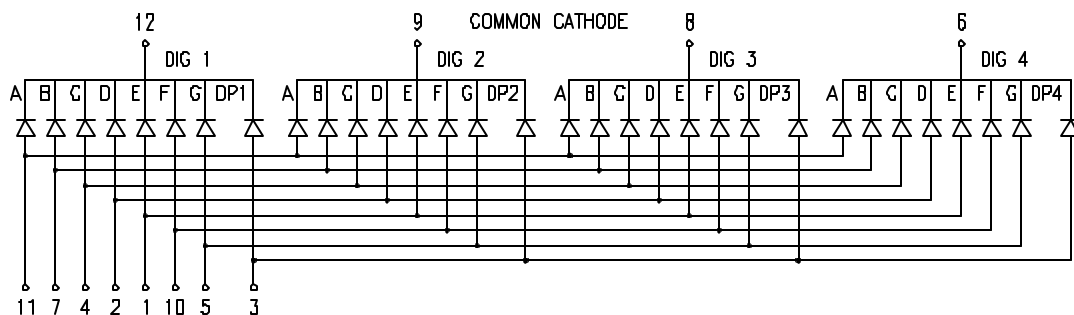 12 9 COMMON CATHODE 8 6
DIG 1 DIG 2 DIG 3 DIG 4
A B C D E F G DP1 A B C D E F G DP2 A B C D E F G DP3 A B C D E F G DP4
11 7 4 2 1 10 5 3